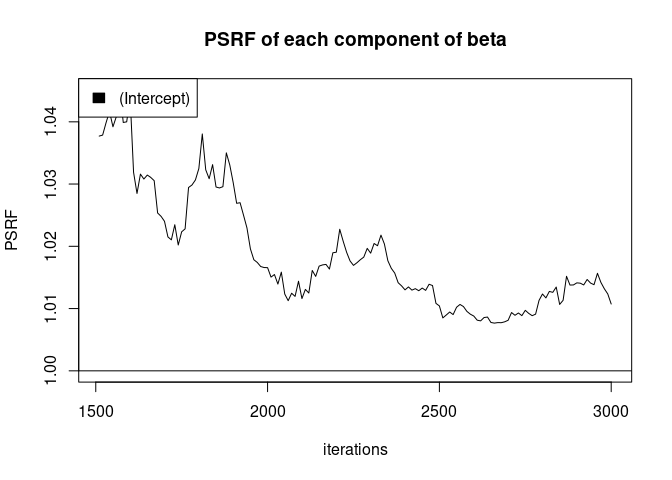 PSRF of each component of beta
(Intercept)
PSRF
1.04
1.03
1.02
1.01
1.00
1500 2000 2500 3000
iterations